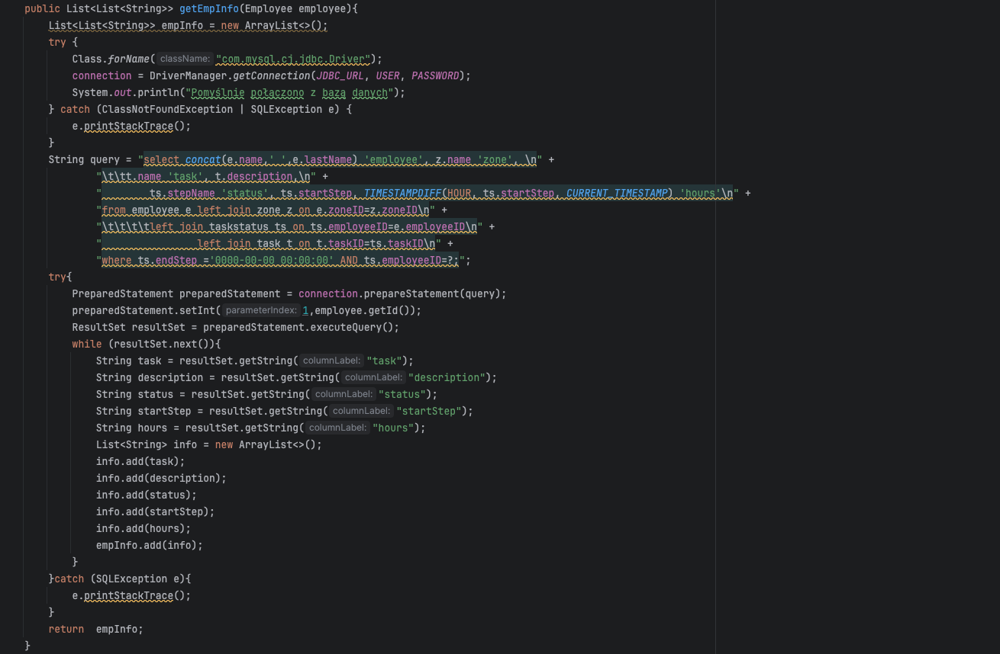 public List<List<String>> getEmpInfo(Employee employee){
    List<List<String>> empInfo = new ArrayList<>();
    try {
        Class.forName( className: "com.mysql.cj.jdbc.Driver");
        connection = DriverManager.getConnection(JDBC_URL, USER, PASSWORD);
        System.out.println("Pomyślnie połaczono z bazą danych");
    } catch (ClassNotFoundException | SQLException e) {
        e.printStackTrace();
    }
    String query = "select concat(e.name,' ',e.lastName) 'employee', z.name 'zone', \n" +
            "\t\tt.name 'task', t.description,\n" +
            "        ts.stepName 'status', ts.startStep, TIMESTAMPDIFF(HOUR, ts.startStep, CURRENT_TIMESTAMP) 'hours'\n" +
            "from employee e left join zone z on e.zoneID=z.zoneID\n" +
            "\t\t\t\tleft join taskstatus ts on ts.employeeID=e.employeeID\n" +
            "                left join task t on t.taskID=ts.taskID\n" +
            "where ts.endStep ='0000-00-00 00:00:00' AND ts.employeeID=?;";
    try{
        PreparedStatement preparedStatement = connection.prepareStatement(query);
        preparedStatement.setInt( parameterIndex: 1,employee.getId());
        ResultSet resultSet = preparedStatement.executeQuery();
        while (resultSet.next()){
            String task = resultSet.getString( columnLabel: "task");
            String description = resultSet.getString( columnLabel: "description");
            String status = resultSet.getString( columnLabel: "status");
            String startStep = resultSet.getString( columnLabel: "startStep");
            String hours = resultSet.getString( columnLabel: "hours");
            List<String> info = new ArrayList<>();
            info.add(task);
            info.add(description);
            info.add(status);
            info.add(startStep);
            info.add(hours);
            empInfo.add(info);
        }
    }catch (SQLException e){
        e.printStackTrace();
    }
    return  empInfo;
}